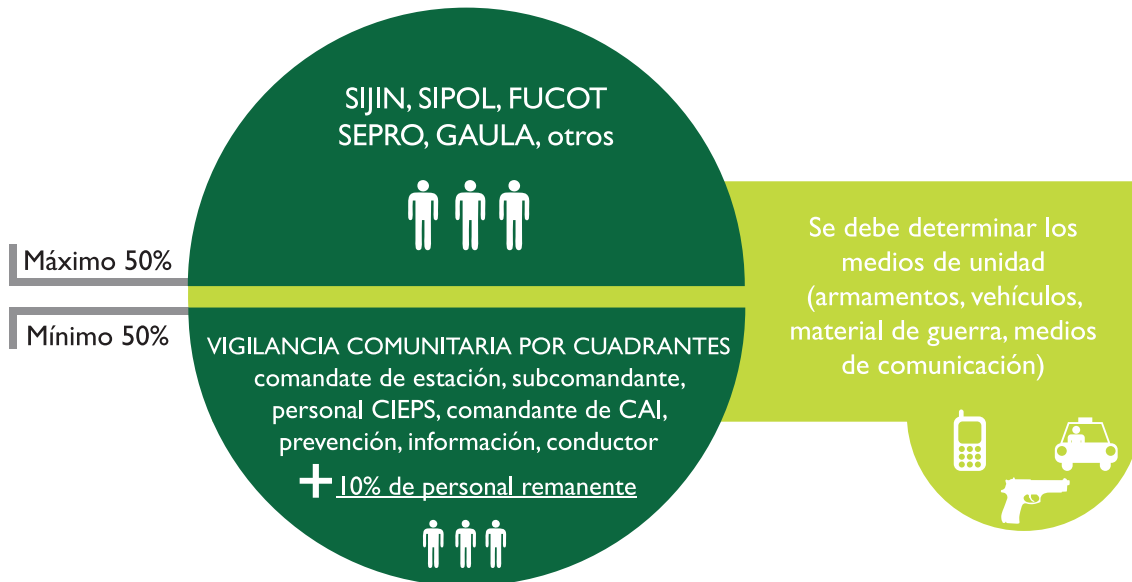 SIJIN, SIPOL, FUCOT
SEPRO, GAULA, otros
Máximo 50%
Mínimo 50%
VIGILANCIA COMUNITARIA POR CUADRANTES
comandate de estación, subcomandante,
personal CIEPS, comandante de CAI,
prevención, información, conductor
+ 10% de personal remanente
Se debe determinar los
medios de unidad
(armamentos, vehículos,
material de guerra, medios
de comunicación)